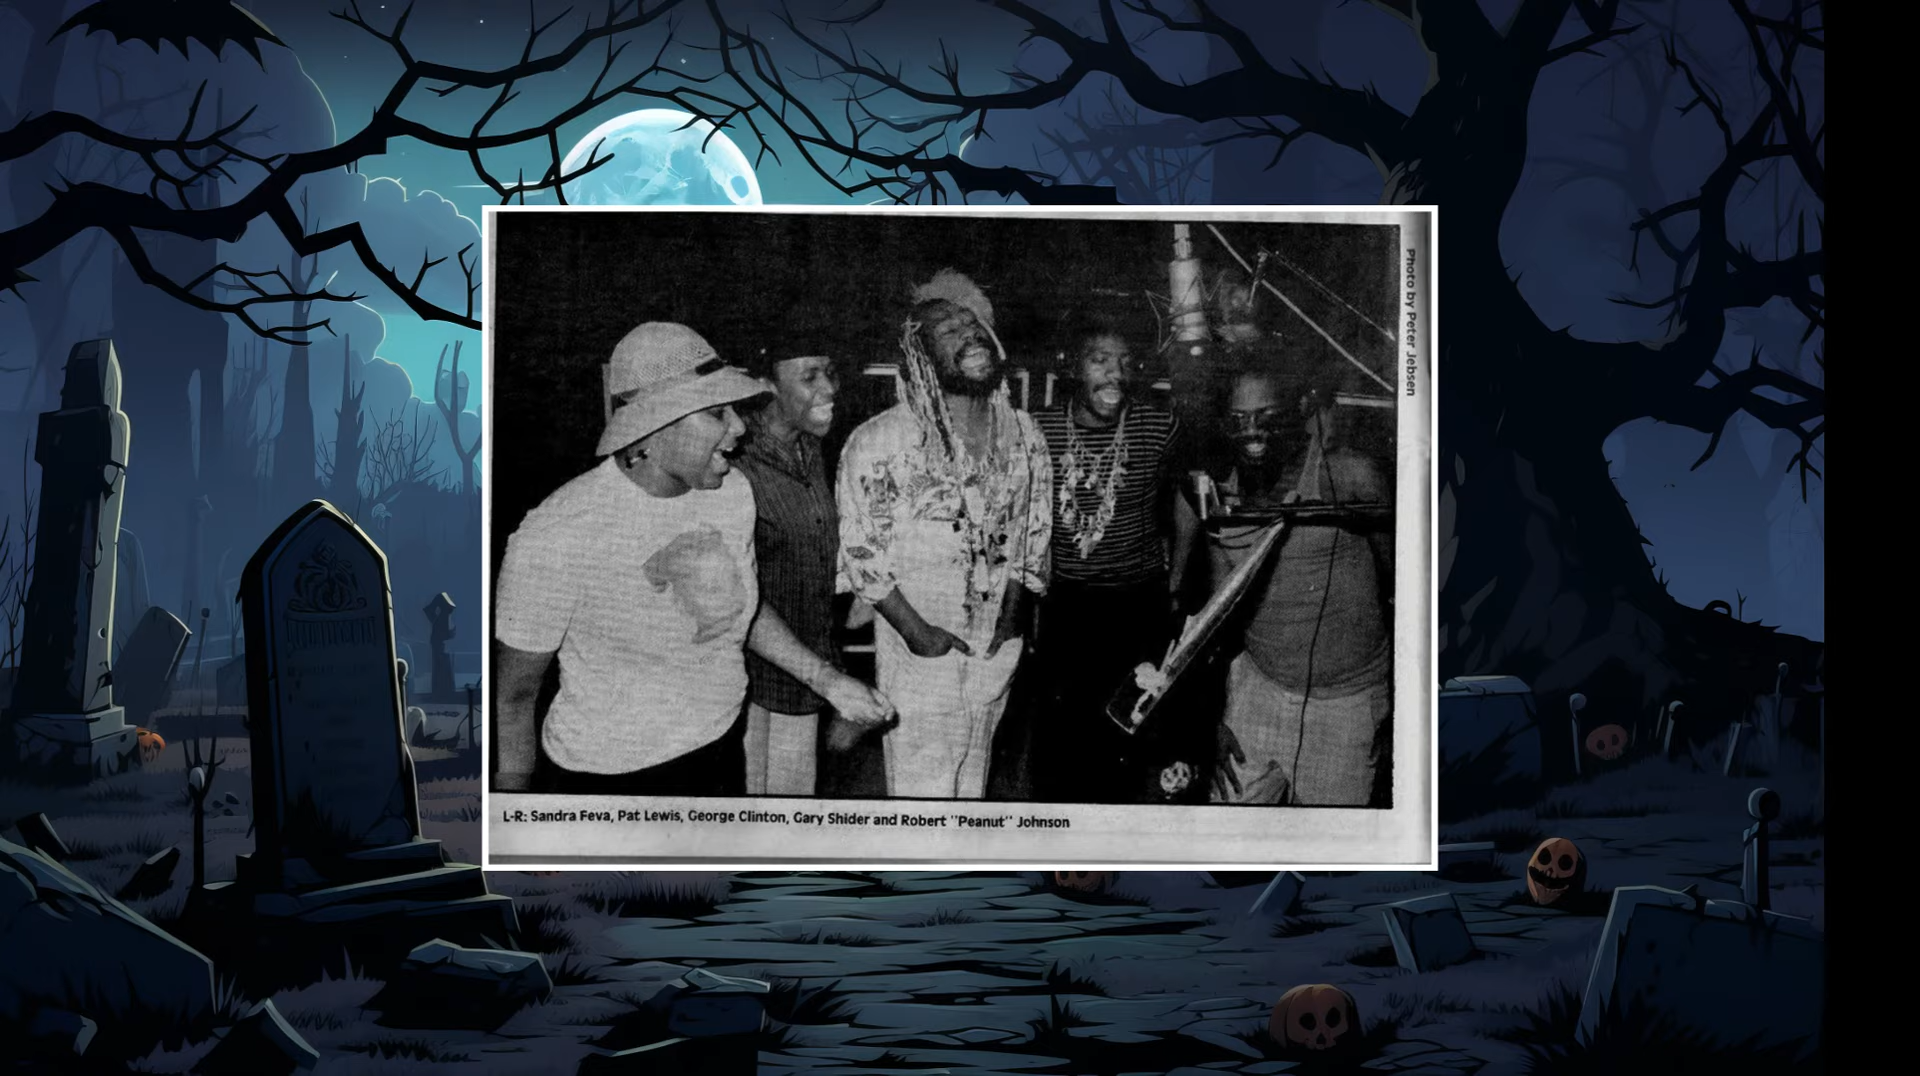 Photo by Peter Jebsen
L-R: Sandra Feva, Pat Lewis, George Clinton, Gary Shider and Robert "Peanut" Johnson